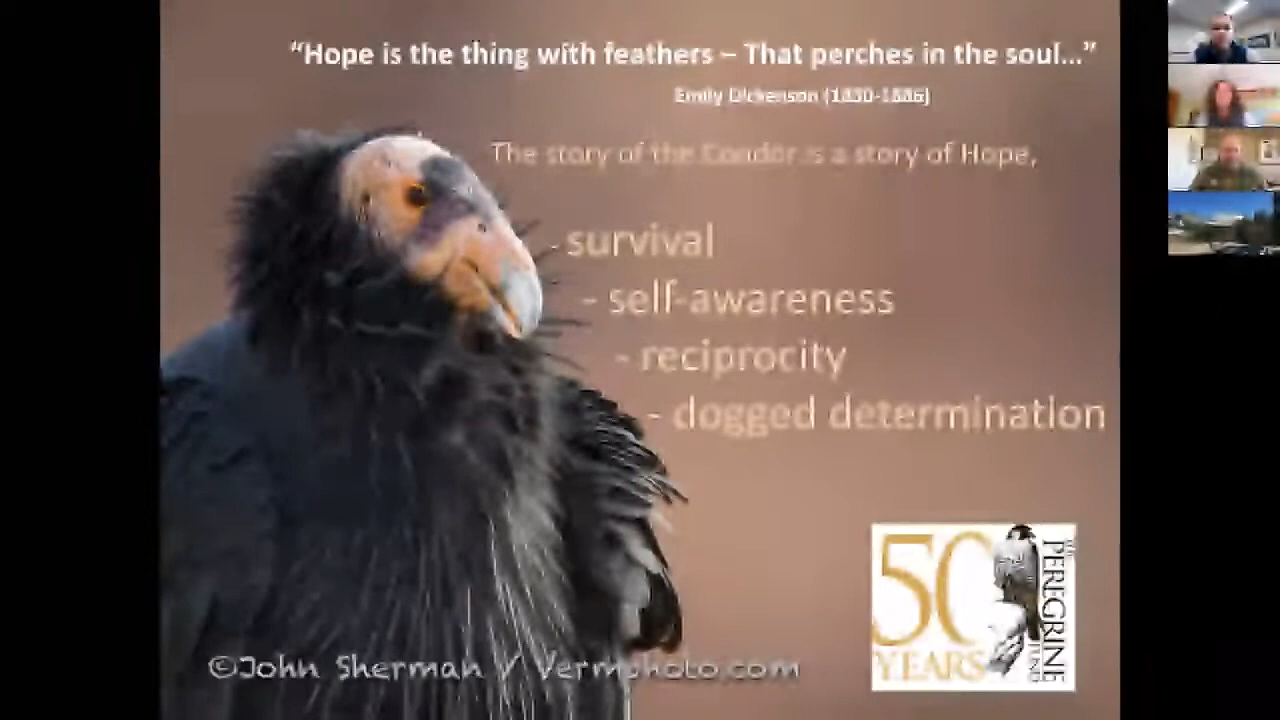 “Hope is the thing with feathers – That perches in the soul...”
Emily Dickenson (1830-1886)
The story of the Condor is a story of Hope,
- survival
- self-awareness
- reciprocity
- dogged determination
50
YEARS
THE
PEREGRINE
FUND
©John Sherman / Vermphoto.com